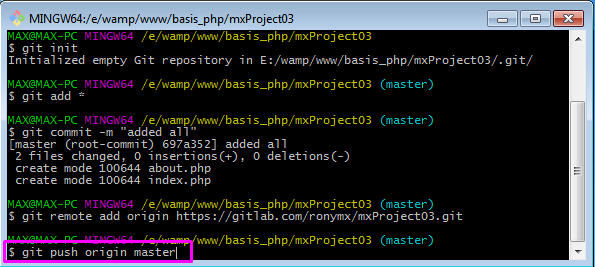 MINGW64:/e/wamp/www/basis_php/mxProject03
MAX@MAX-PC MINGW64 /e/wamp/www/basis_php/mxProject03
$ git init
Initialized empty Git repository in E:/wamp/www/basis_php/mxProject03/.git/
MAX@MAX-PC MINGW64 /e/wamp/www/basis_php/mxProject03 (master)
$ git add *
MAX@MAX-PC MINGW64 /e/wamp/www/basis_php/mxProject03 (master)
$ git commit -m "added all"
[master (root-commit) 697a352] added all
2 files changed, 0 insertions(+), 0 deletions(-)
create mode 100644 about.php
create mode 100644 index.php
MAX@MAX-PC MINGW64 /e/wamp/www/basis_php/mxProject03 (master)
$ git remote add origin https://gitlab.com/ronymx/mxProject03.git
MAX@MAX-PC MINGW64 /e/wamp/www/basis_php/mxProject03 (master)
$ git push origin master